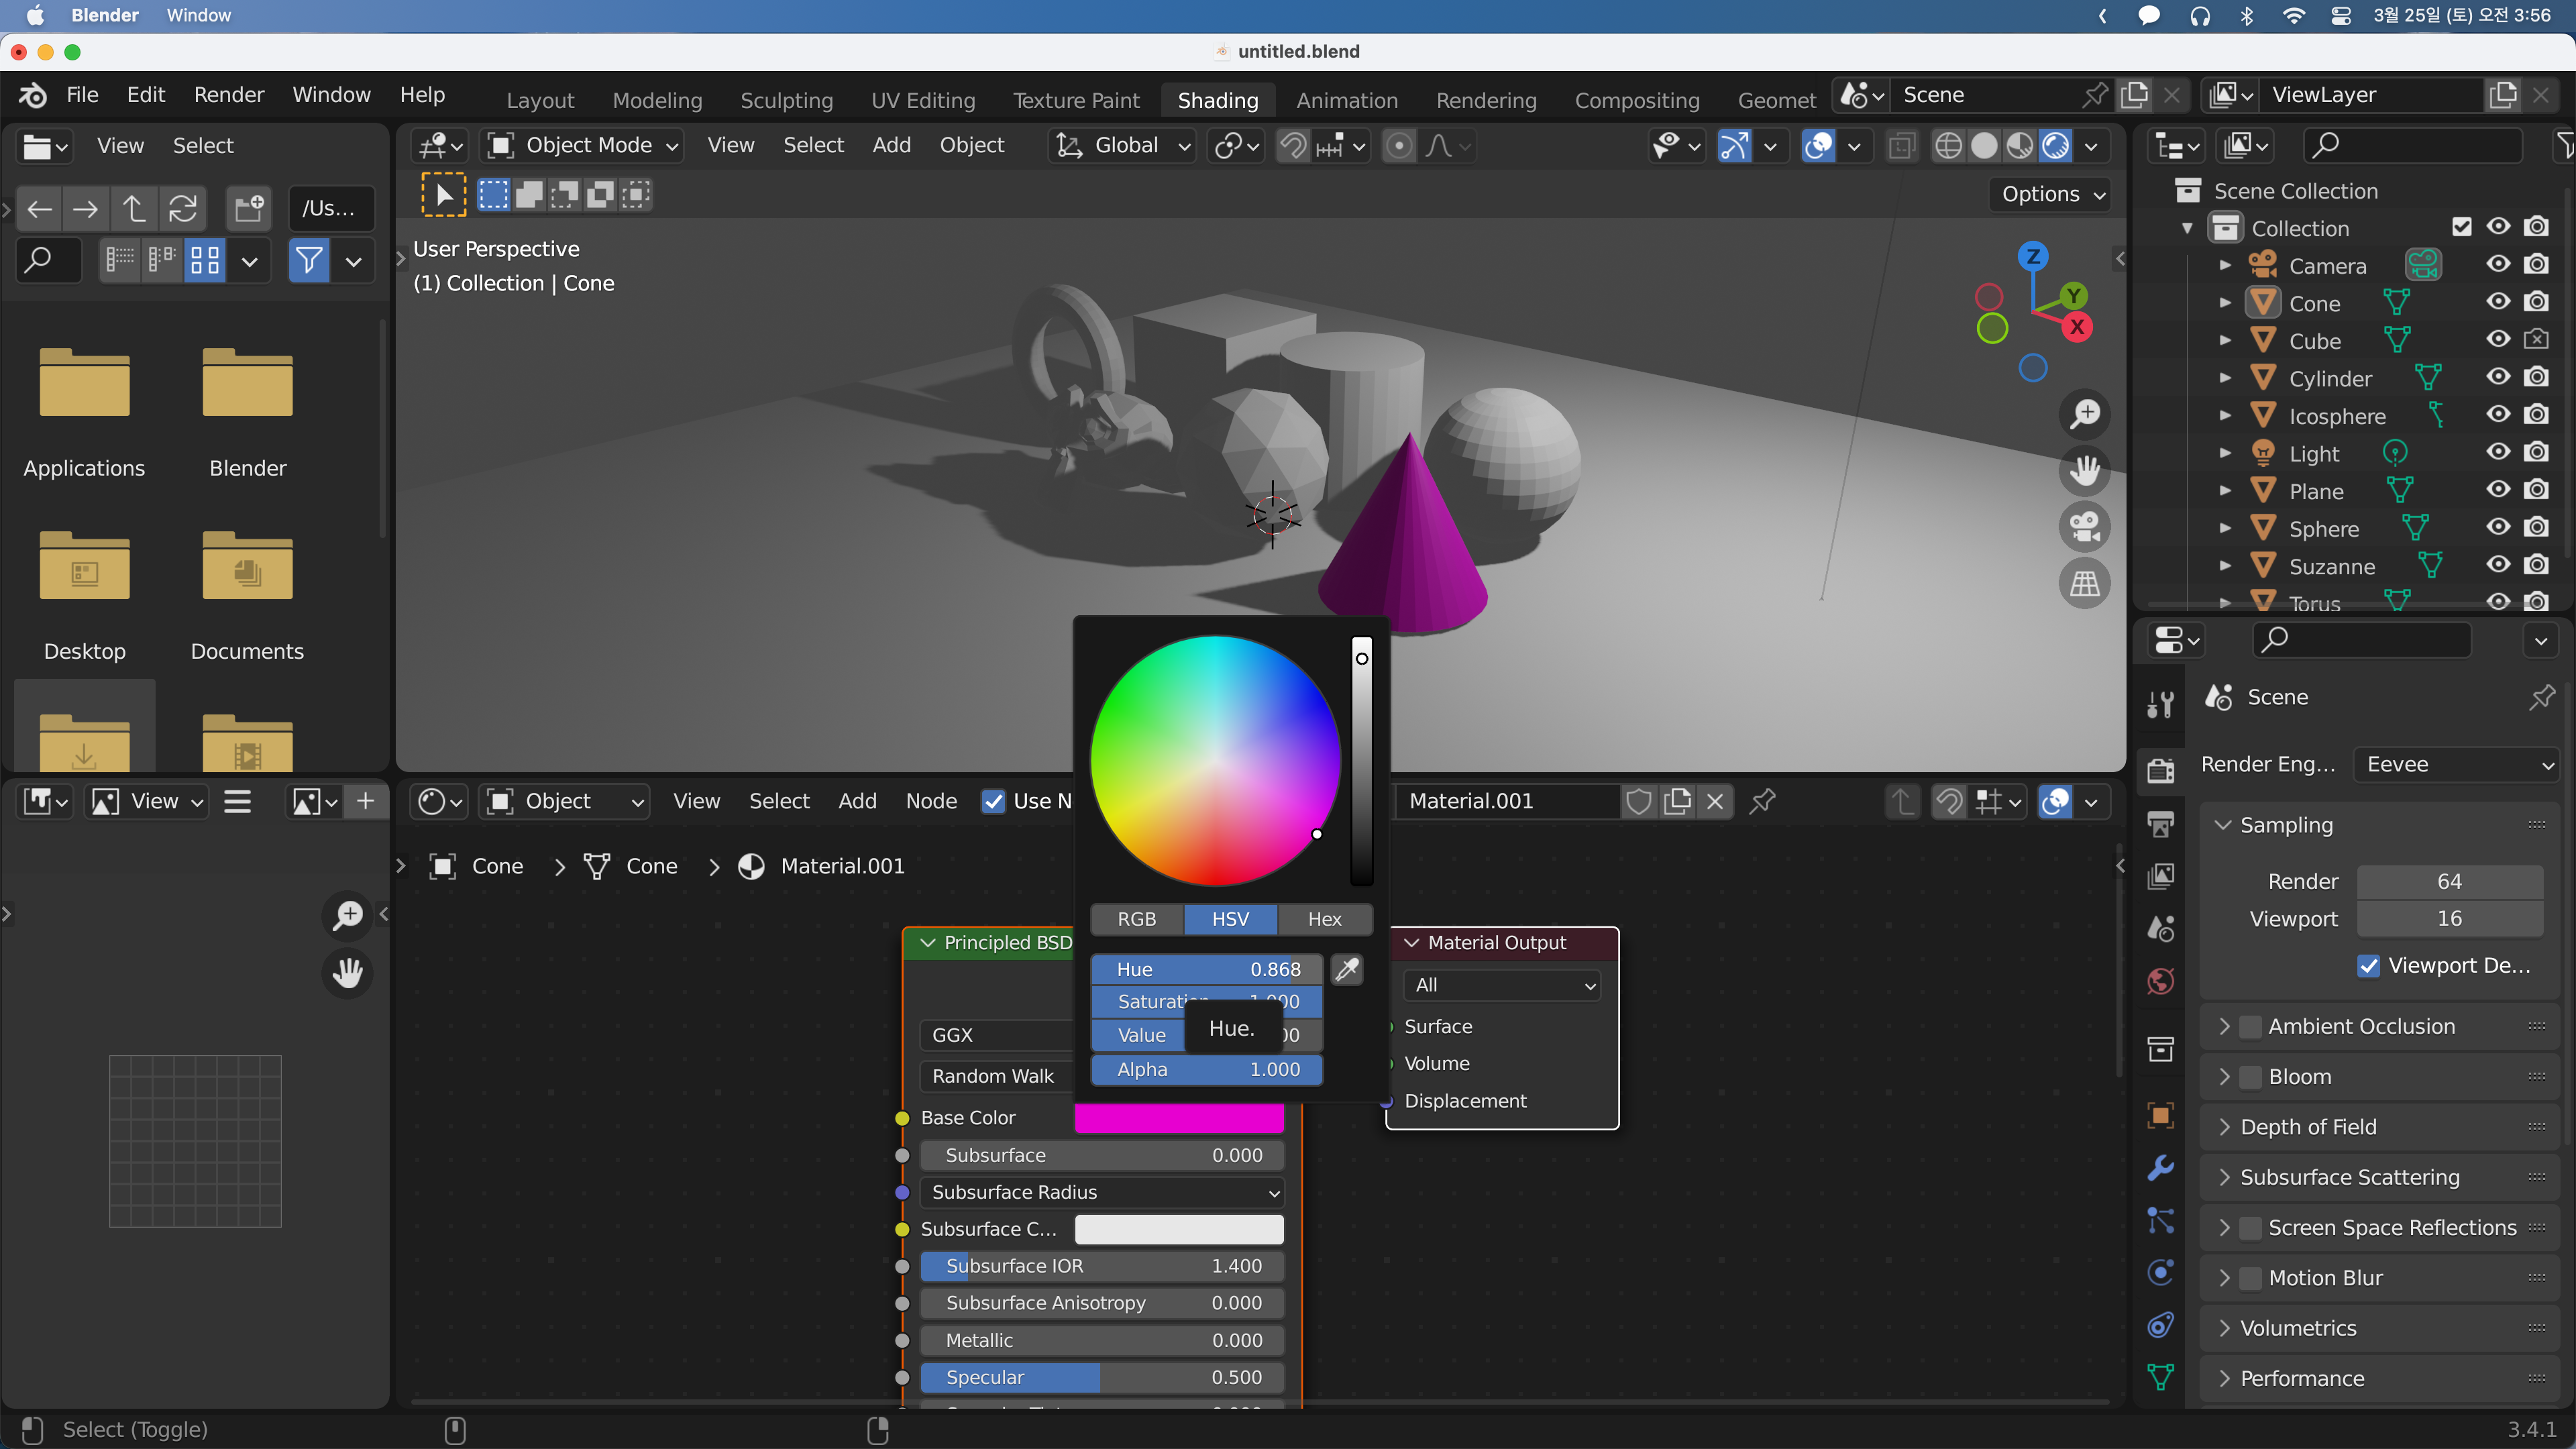 Blender Window 3월 25일 (토) 오전 3:56
untitled.blend
File Edit Render Window Help Layout Modeling Sculpting UV Editing Texture Paint Shading Animation Rendering Compositing Geomet Scene ViewLayer
View Select
Object Mode View Select Add Object Global
/Us...
Options
User Perspective
(1) Collection | Cone
Z
Y
X
Applications Blender
Desktop Documents
Scene Collection
Collection
Camera
Cone
Cube
Cylinder
Icosphere
Light
Plane
Sphere
Suzanne
Torus
Scene
Render Eng... Eevee
Sampling
Render 64
Viewport 16
Viewport De...
Ambient Occlusion
Bloom
Depth of Field
Subsurface Scattering
Screen Space Reflections
Motion Blur
Volumetrics
Performance
View
Object View Select Add Node Use N Material.001
Cone Cone Material.001
RGB HSV Hex
Hue 0.868
Saturation
Value
Hue.
Alpha 1.000
Principled BSD
GGX
Random Walk
Base Color
Subsurface 0.000
Subsurface Radius
Subsurface C...
Subsurface IOR 1.400
Subsurface Anisotropy 0.000
Metallic 0.000
Specular 0.500
Material Output
All
Surface
Volume
Displacement
Select (Toggle) 3.4.1